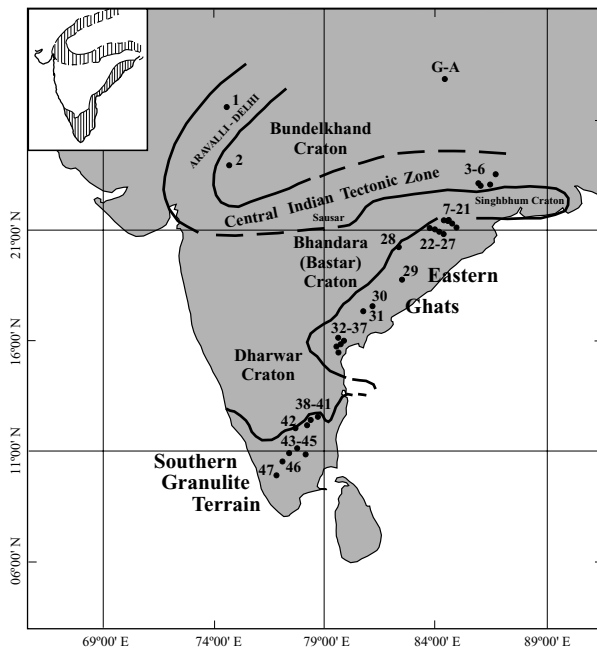 G-A
1
ARAVALLI - DELHI
2
Bundelkhand
Craton
3-6
Central Indian Tectonic Zone
Singhbhum Craton
Sausar
7-21
21°00' N
Bhandara
(Bastar)
Craton
28
22-27
29
Eastern
Ghats
30
31
32-37
16°00' N
Dharwar
Craton
38-41
42
43-45
11°00' N
Southern
Granulite
Terrain
47
46
06°00' N
69°00' E
74°00' E
79°00' E
84°00' E
89°00' E